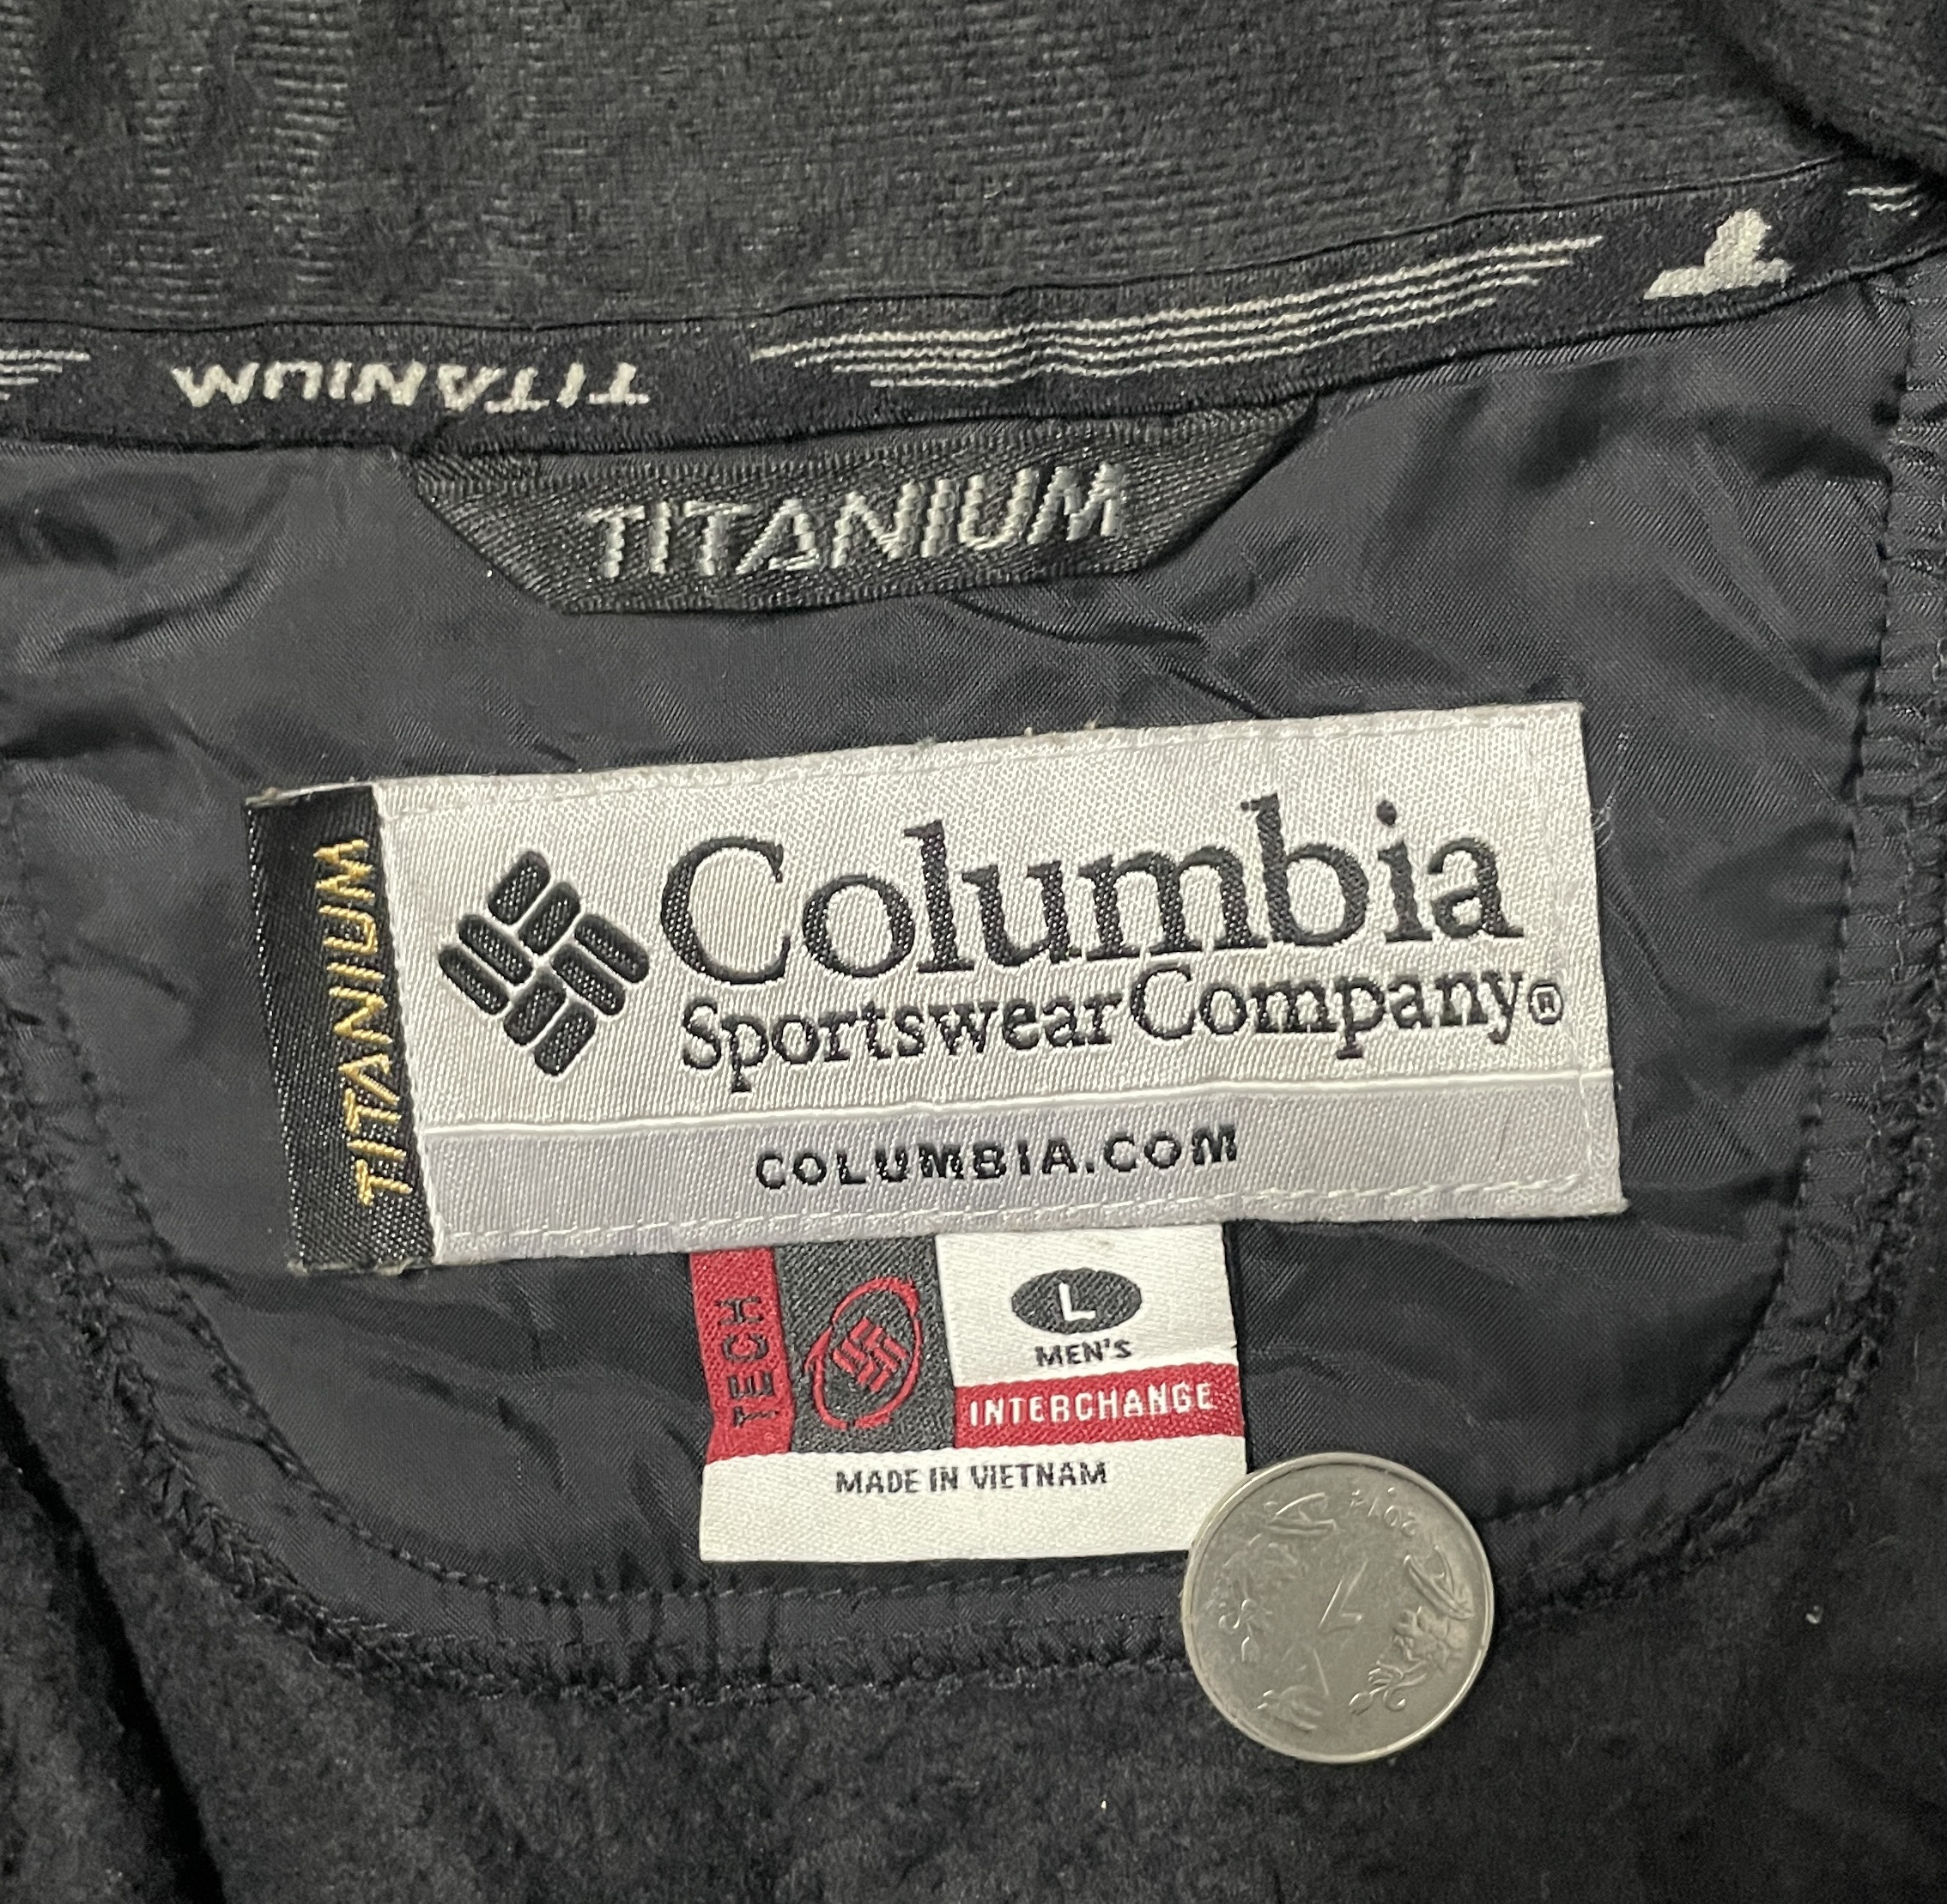 TITANIUM
TITANIUM
TITANIUM
Columbia
Sportswear Company®
COLUMBIA.COM
TECH
L
MEN'S
INTERCHANGE
MADE IN VIETNAM